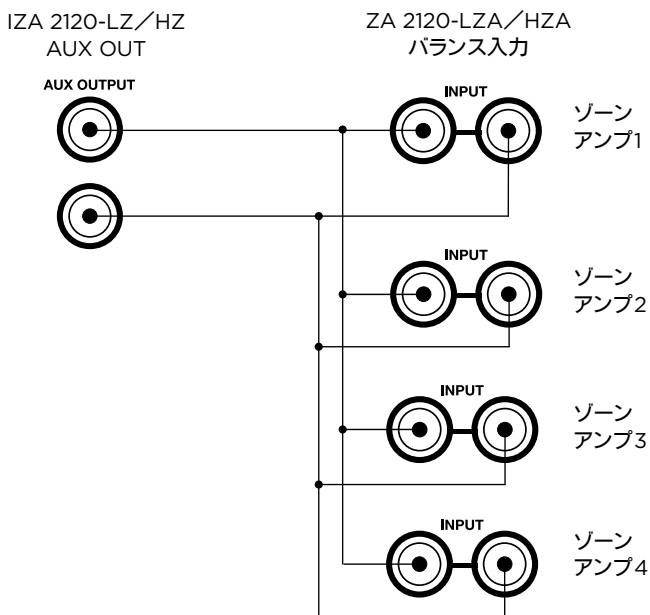 IZA 2120-LZ／HZ
AUX OUT
ZA 2120-LZA／HZA
バランス入力
AUX OUTPUT
INPUT
ゾーン
アンプ1
INPUT
ゾーン
アンプ2
INPUT
ゾーン
アンプ3
INPUT
ゾーン
アンプ4